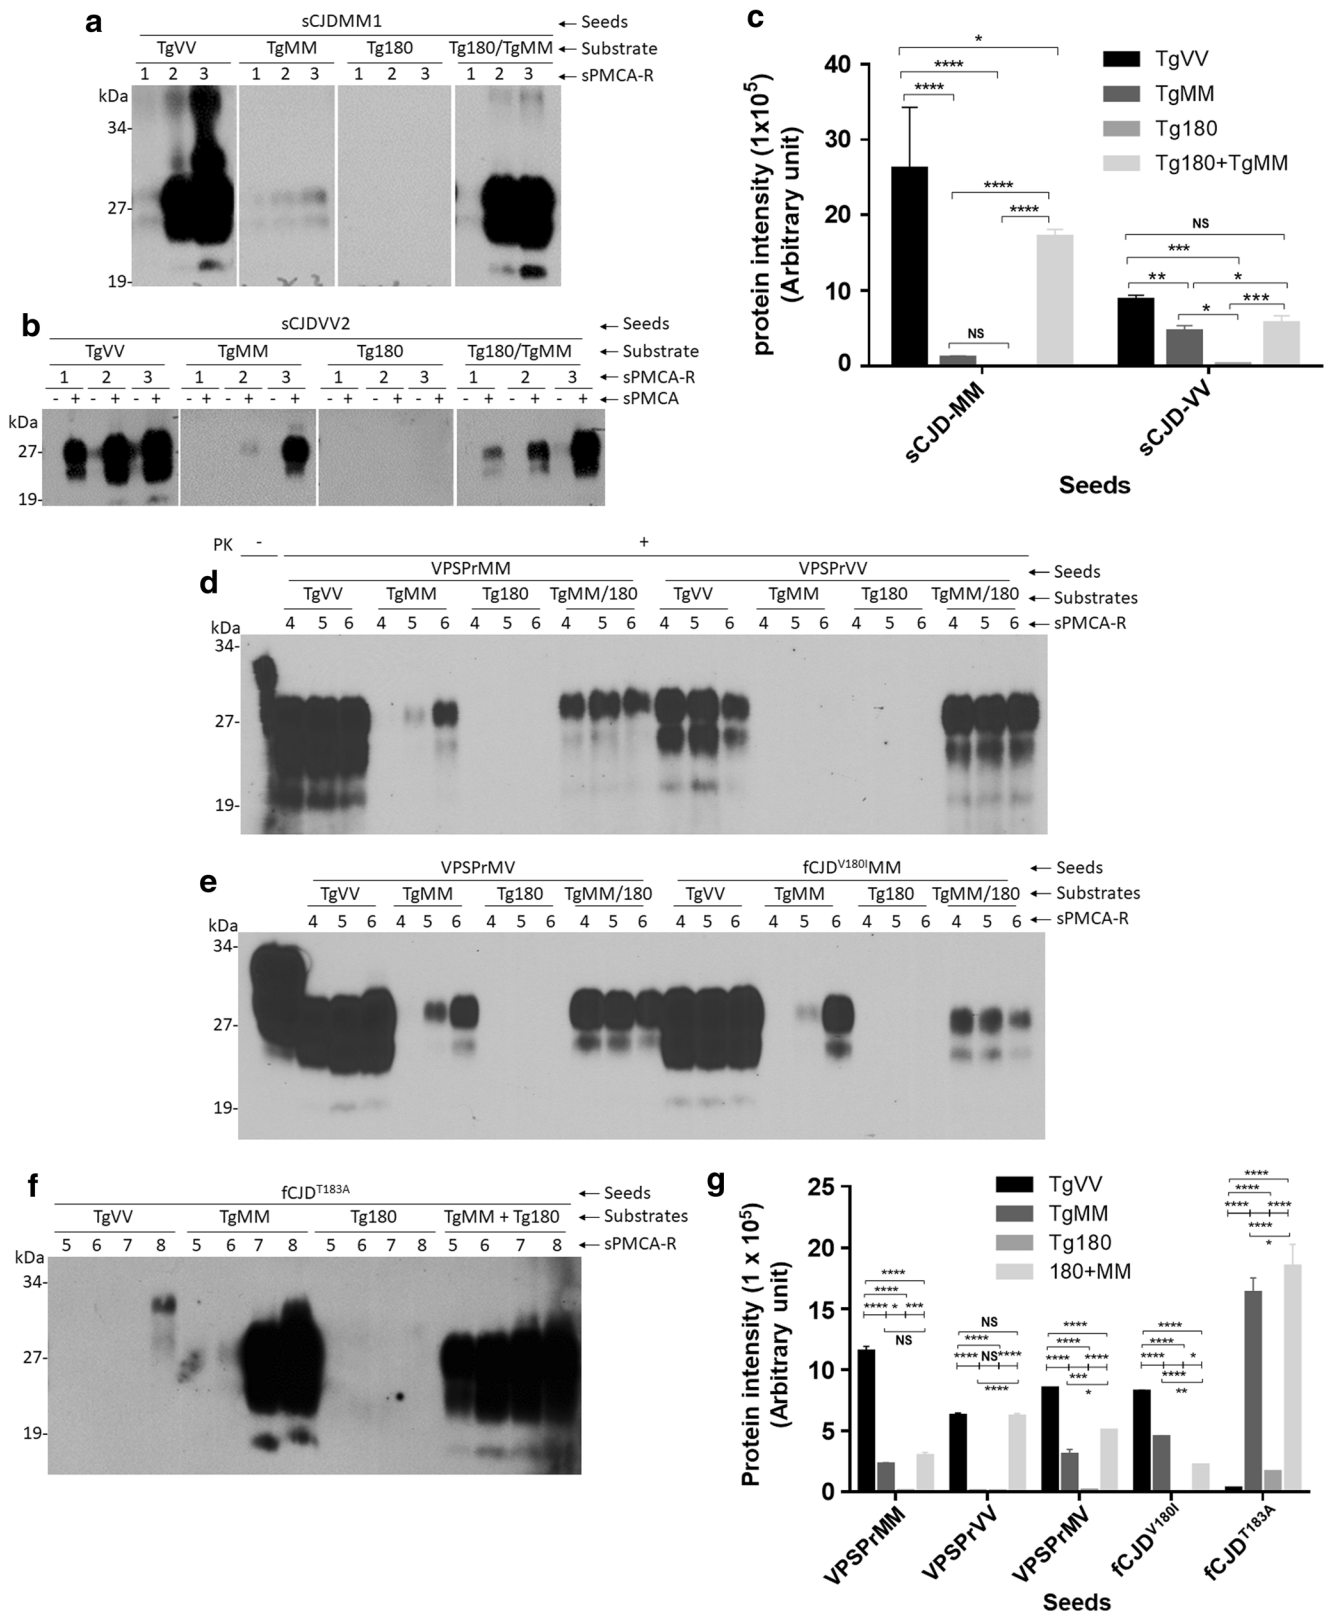 a
sCJDMM1
← Seeds
TgVV TgMM Tg180 Tg180/TgMM ← Substrate
1 2 3 1 2 3 1 2 3 1 2 3 ← sPMCA-R
kDa
34-
27-
19-
b
sCJDVV2
← Seeds
TgVV TgMM Tg180 Tg180/TgMM ← Substrate
1 2 3 1 2 3 1 2 3 1 2 3 ← sPMCA-R
- + - + - + - + - + - + - + - + - + - + - + - + ← sPMCA
kDa
27-
19-
c
protein intensity (1x10⁵)
(Arbitrary unit)
40
30
20
10
0
TgVV
TgMM
Tg180
Tg180+TgMM
*
****
****
****
****
NS
NS
***
** *
* ***
sCJD-MM
sCJD-VV
Seeds
PK - +
d
VPSPrMM VPSPrVV ← Seeds
TgVV TgMM Tg180 TgMM/180 TgVV TgMM Tg180 TgMM/180 ← Substrates
4 5 6 4 5 6 4 5 6 4 5 6 4 5 6 4 5 6 4 5 6 4 5 6 ← sPMCA-R
kDa
34-
27-
19-
e
VPSPrMV fCJDV180IMM ← Seeds
TgVV TgMM Tg180 TgMM/180 TgVV TgMM Tg180 TgMM/180 ← Substrates
4 5 6 4 5 6 4 5 6 4 5 6 4 5 6 4 5 6 4 5 6 4 5 6 ← sPMCA-R
kDa
34-
27-
19-
f
fCJDT183A ← Seeds
TgVV TgMM Tg180 TgMM + Tg180 ← Substrates
5 6 7 8 5 6 7 8 5 6 7 8 5 6 7 8 ← sPMCA-R
kDa
34-
27-
19-
g
Protein intensity (1 x 10⁵)
(Arbitrary unit)
25
20
15
10
5
0
TgVV
TgMM
Tg180
180+MM
****
****
**** * ***
NS
NS
****
**** NS ****
****
****
****
**** ****
***
*
****
****
**** *
****
**
****
****
**** ****
****
*
VPSPrMM
VPSPrVV
VPSPrMV
fCJDV180I
fCJDT183A
Seeds